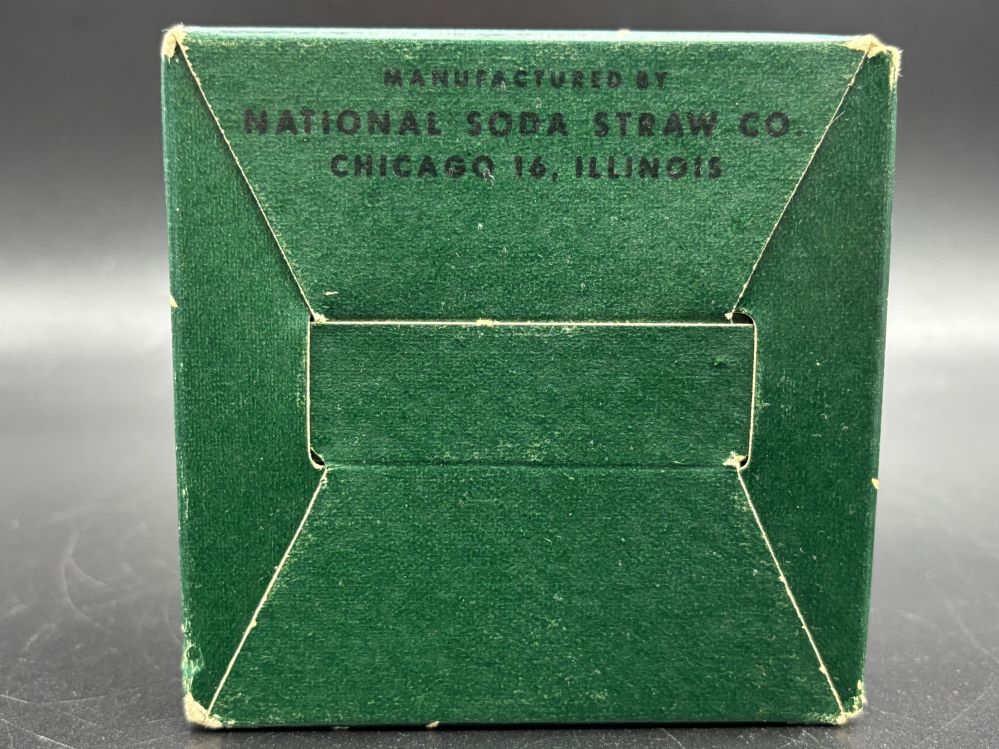 MANUFACTURED BY
NATIONAL SODA STRAW CO.
CHICAGO 16, ILLINOIS